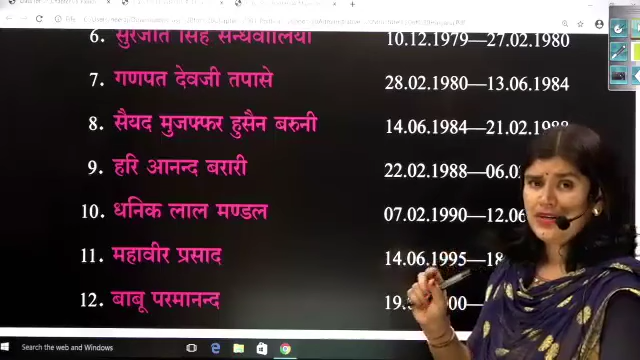 6. सुरजीत सिंह सन्धवालिया 10.12.1979—27.02.1980
7. गणपत देवजी तपासे 28.02.1980—13.06.1984
8. सैयद मुजफ्फर हुसैन बरुनी 14.06.1984—21.02.1988
9. हरि आनन्द बरारी 22.02.1988—06.0
10. धनिक लाल मण्डल 07.02.1990—12.06
11. महावीर प्रसाद 14.06.1995—18
12. बाबू परमानन्द
Search the web and Windows